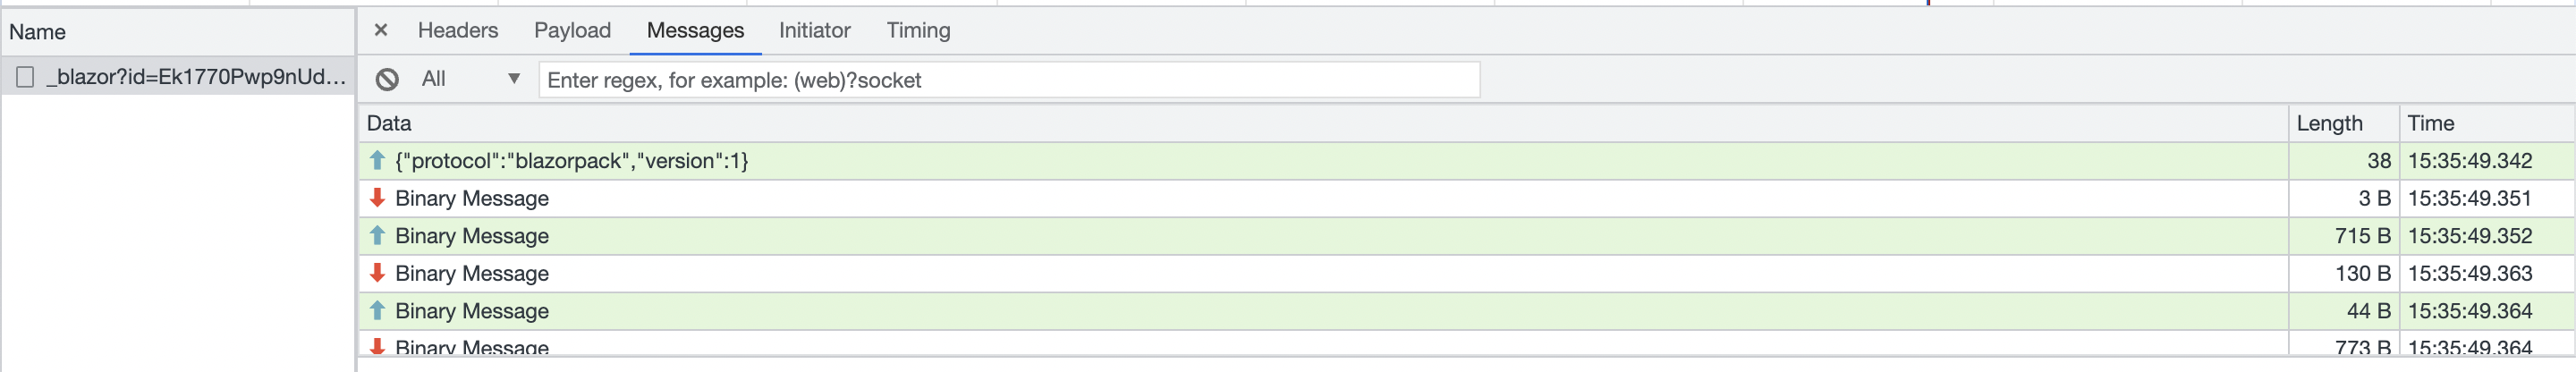 Name
_blazor?id=Ek1770Pwp9nUd...
× Headers Payload Messages Initiator Timing
All ▼ Enter regex, for example: (web)?socket
Data Length Time
{"protocol":"blazorpack","version":1} 38 15:35:49.342
Binary Message 3 B 15:35:49.351
Binary Message 715 B 15:35:49.352
Binary Message 130 B 15:35:49.363
Binary Message 44 B 15:35:49.364
Binary Message 773 B 15:35:49.364